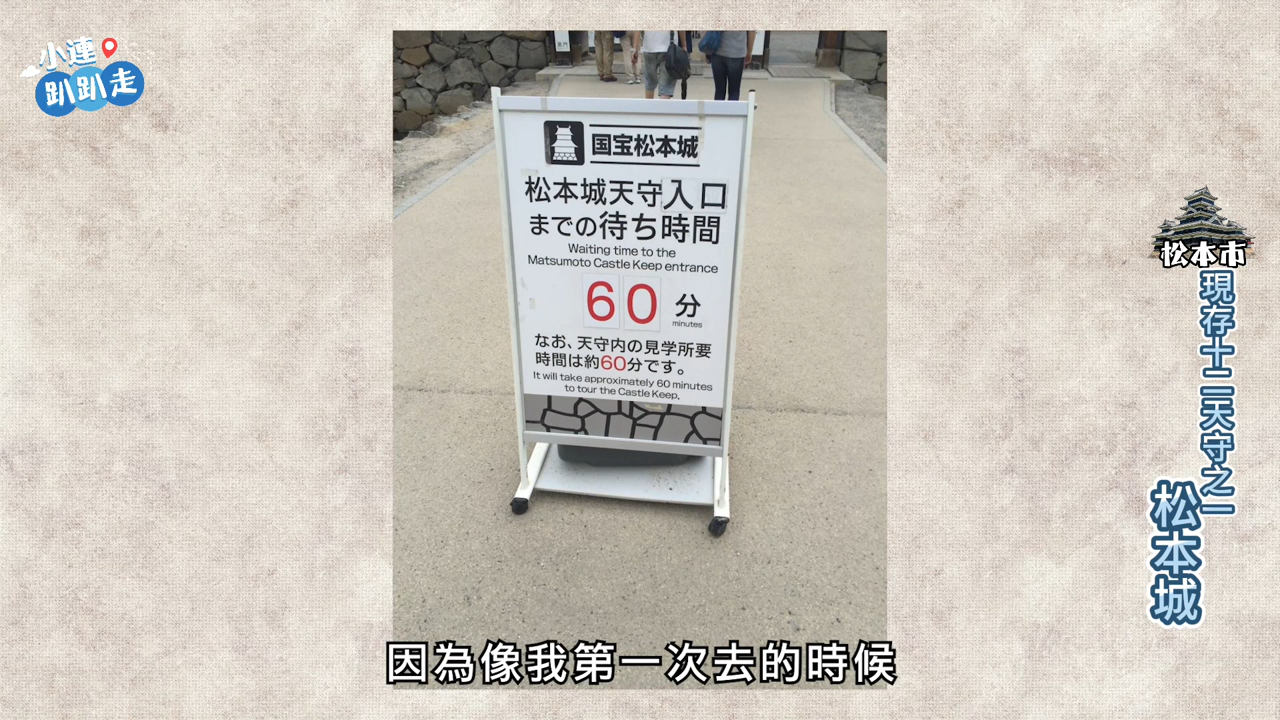 小連
趴趴走
国宝松本城
松本城天守入口
までの待ち時間
Waiting time to the
Matsumoto Castle Keep entrance
60分
minutes
なお、天守内の見学所要
時間は約60分です。
It will take approximately 60 minutes
to tour the Castle Keep.
松本市
現存十二天守之一
松本城
因為像我第一次去的時候